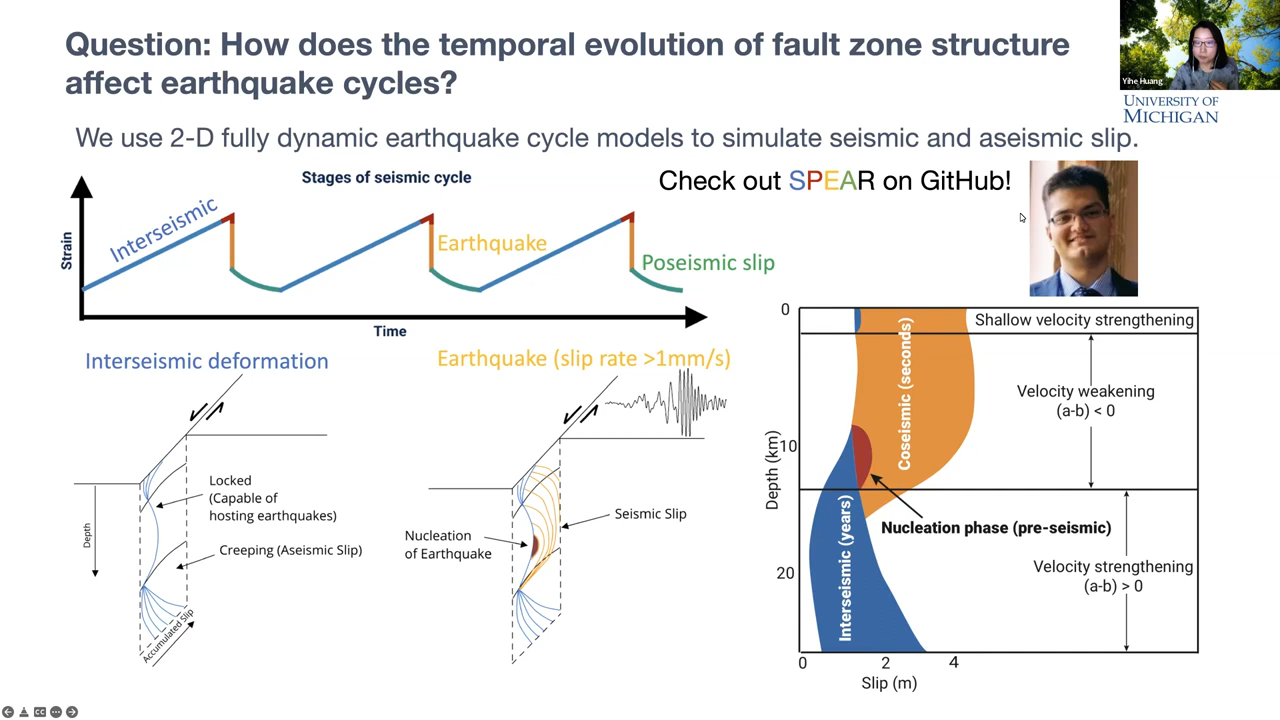 Question: How does the temporal evolution of fault zone structure
affect earthquake cycles?
Yihe Huang
UNIVERSITY OF
MICHIGAN
We use 2-D fully dynamic earthquake cycle models to simulate seismic and aseismic slip.
Stages of seismic cycle
Check out SPEAR on GitHub!
Strain
Interseismic
Earthquake
Poseismic slip
Time
Interseismic deformation
Locked
(Capable of
hosting earthquakes)
Creeping (Aseismic Slip)
Depth
Accumulated Slip
Earthquake (slip rate >1mm/s)
Nucleation
of Earthquake
Seismic Slip
0
10
20
Depth (km)
Shallow velocity strengthening
Coseismic (seconds)
Velocity weakening
(a-b) < 0
Nucleation phase (pre-seismic)
Interseismic (years)
Velocity strengthening
(a-b) > 0
0
2
4
Slip (m)
CC